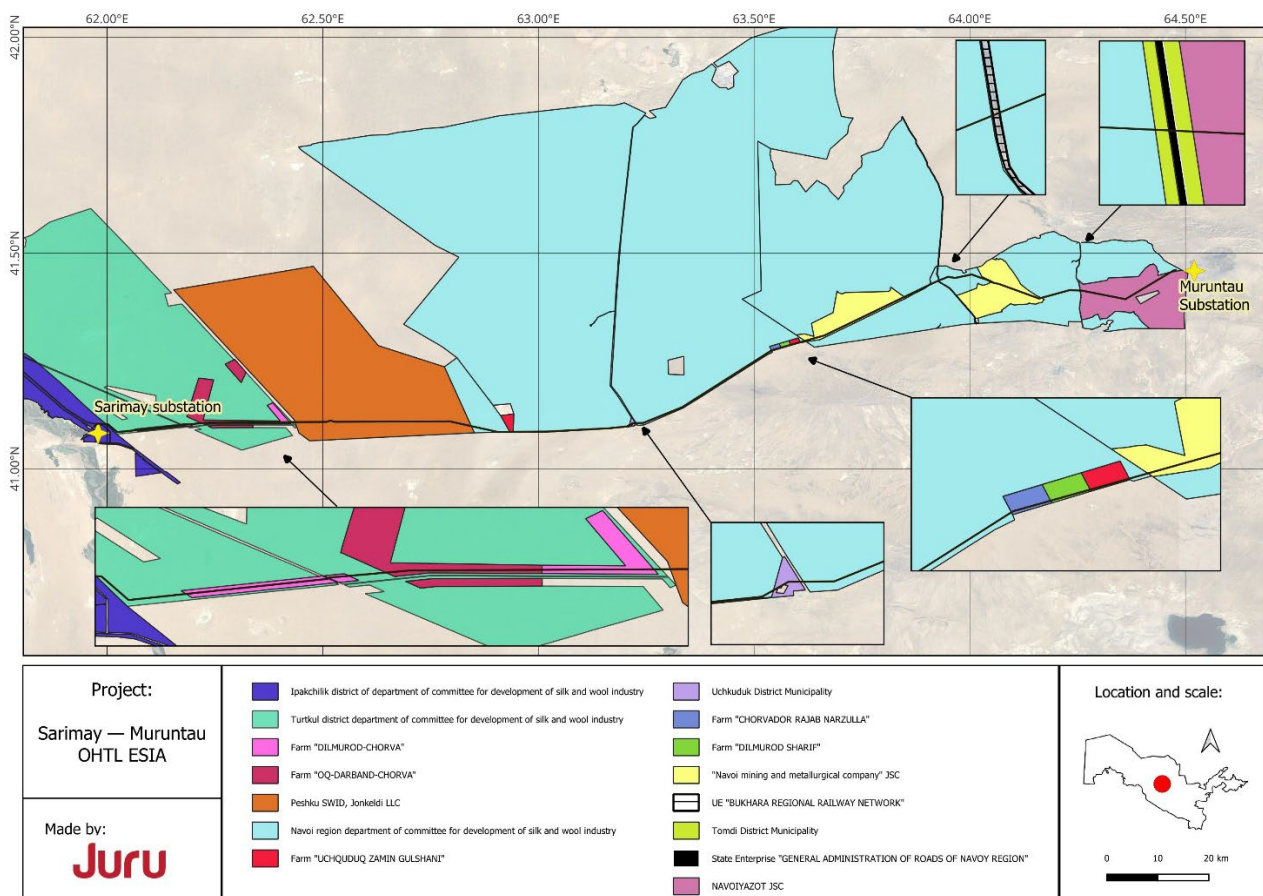 62.00°E 62.50°E 63.00°E 63.50°E 64.00°E 64.50°E
42.00°N
41.50°N
41.00°N
Muruntau
Substation
Sarimay substation
Project:
Sarimay — Muruntau
OHTL ESIA
Made by:
Juru
Ipakchilik district of department of committee for development of silk and wool industry
Turtkul district department of committee for development of silk and wool industry
Farm "DILMUROD-CHORVA"
Farm "OQ-DARBAND-CHORVA"
Peshku SWID, Jonkeldi LLC
Navoi region department of committee for development of silk and wool industry
Farm "UCHQUDUQ ZAMIN GULSHANI"
Uchkuduk District Municipality
Farm "CHORVADOR RAJAB NARZULLA"
Farm "DILMUROD SHARIF"
"Navoi mining and metallurgical company" JSC
UE "BUKHARA REGIONAL RAILWAY NETWORK"
Tomdi District Municipality
State Enterprise "GENERAL ADMINISTRATION OF ROADS OF NAVOY REGION"
NAVOIYAZOT JSC
Location and scale:
0 10 20 km